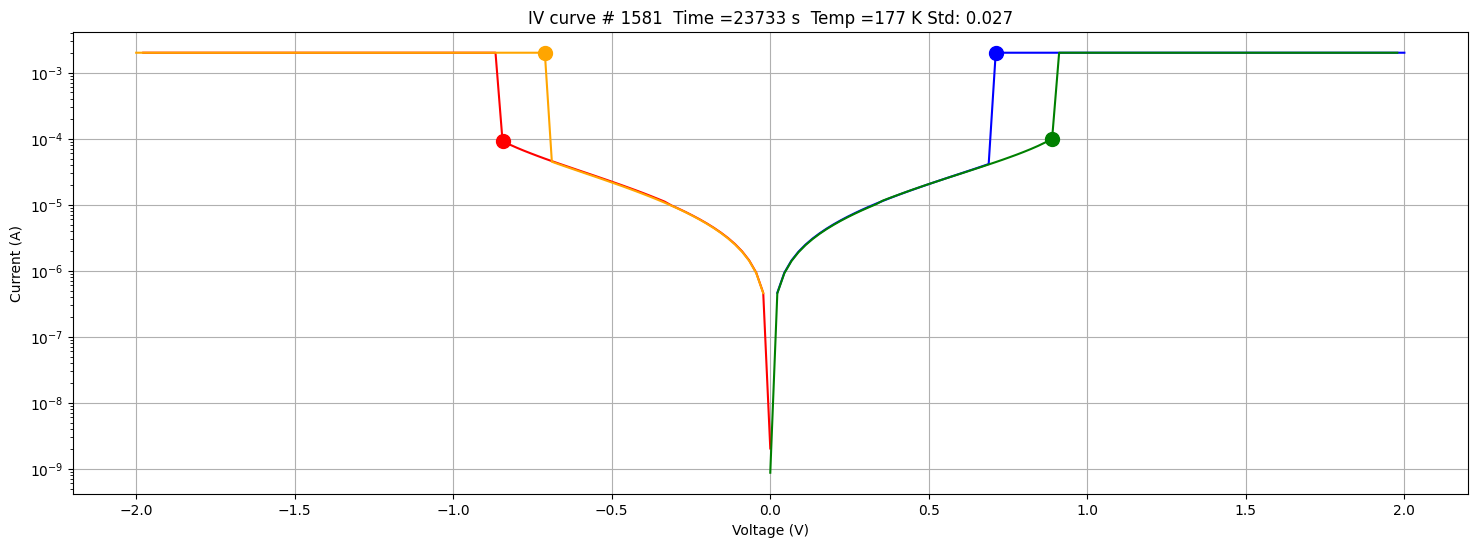 IV curve # 1581  Time =23733 s  Temp =177 K Std: 0.027
Current (A)
10⁻³
10⁻⁴
10⁻⁵
10⁻⁶
10⁻⁷
10⁻⁸
10⁻⁹
−2.0 −1.5 −1.0 −0.5 0.0 0.5 1.0 1.5 2.0
Voltage (V)